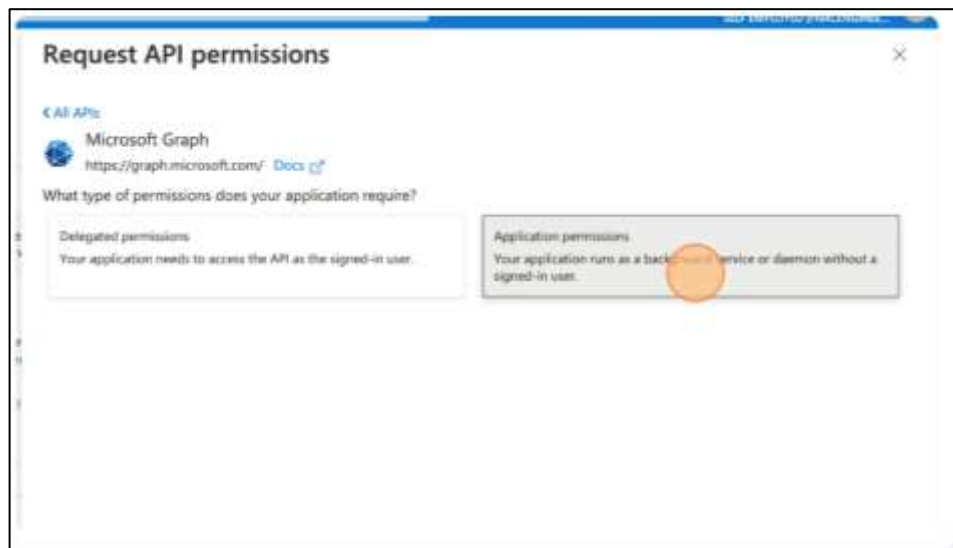 Request API permissions
All APIs
Microsoft Graph
https://graph.microsoft.com/ Docs
What type of permissions does your application require?
Delegated permissions
Your application needs to access the API as the signed-in user.
Application permissions
Your application runs as a background service or daemon without a
signed-in user.